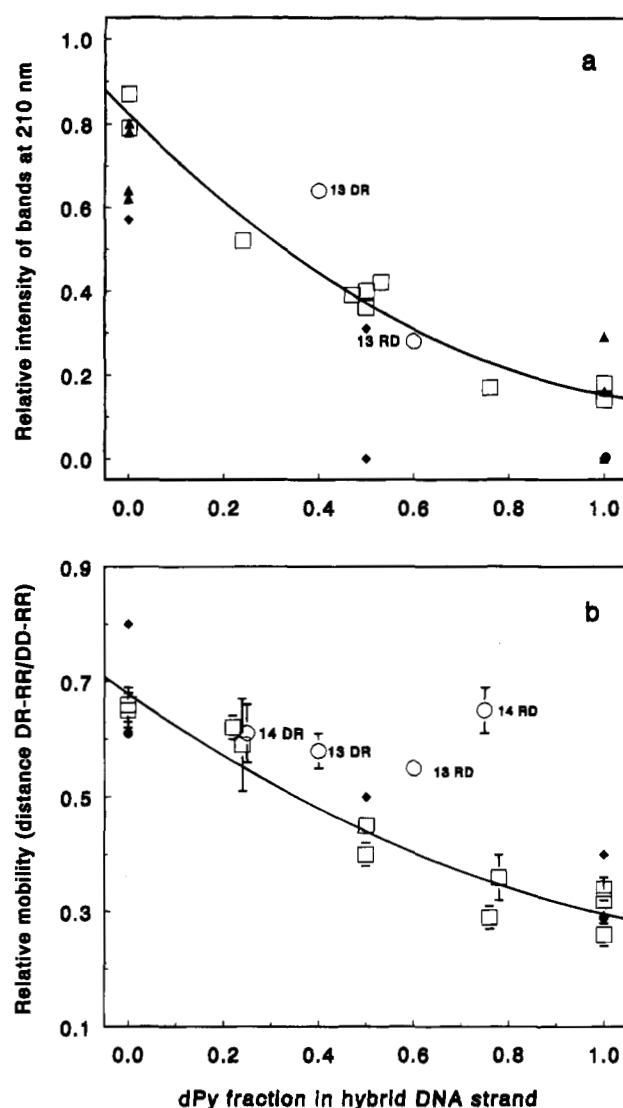 a
Relative intensity of bands at 210 nm
1.0
0.8
0.6
0.4
0.2
0.0
13 DR
13 RD
0.0 0.2 0.4 0.6 0.8 1.0
b
Relative mobility (distance DR-RR/DD-RR)
0.9
0.7
0.5
0.3
0.1
14 DR
13 DR
13 RD
14 RD
0.0 0.2 0.4 0.6 0.8 1.0
dPy fraction in hybrid DNA strand